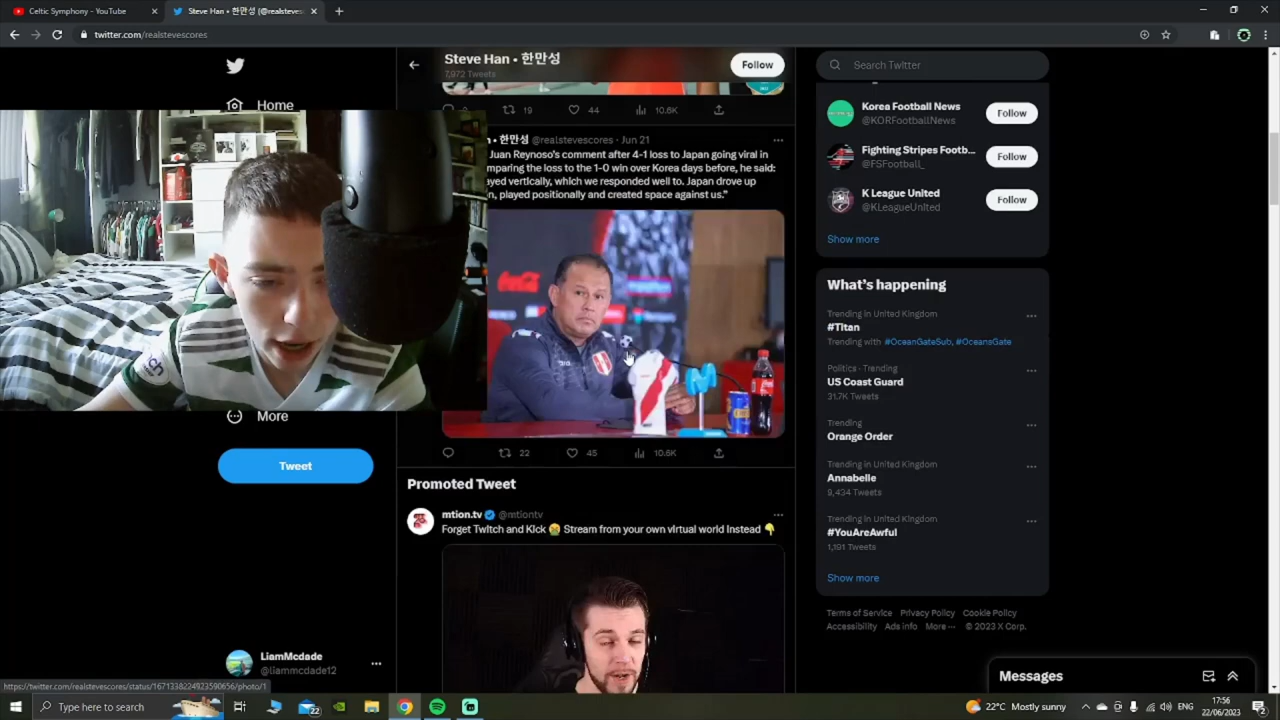 Celtic Symphony - YouTube
Steve Han • 한만성 (@realsteves
twitter.com/realstevescores
Steve Han • 한만성
7,972 Tweets
Follow
Search Twitter
Home
19
44
10.6K
Korea Football News
@KORFootballNews
Follow
Fighting Stripes Footb...
@FSFootball_
Follow
K League United
@KLeagueUnited
Follow
Show more
한만성 @realstevescores · Jun 21
Juan Reynoso's comment after 4-1 loss to Japan going viral in
mparing the loss to the 1-0 win over Korea days before, he said:
ayed vertically, which we responded well to. Japan drove up
n, played positionally and created space against us."
Coca-Cola
22
45
10.6K
More
Tweet
What's happening
Trending in United Kingdom
#Titan
Trending with #OceanGateSub, #OceansGate
Politics · Trending
US Coast Guard
31.7K Tweets
Trending
Orange Order
Trending in United Kingdom
Annabelle
9,434 Tweets
Trending in United Kingdom
#YouAreAwful
1,191 Tweets
Show more
Promoted Tweet
mtion.tv @mtiontv
Forget Twitch and Kick 😫 Stream from your own virtual world instead 👇
Terms of Service Privacy Policy Cookie Policy
Accessibility Ads info More ··· © 2023 X Corp.
LiamMcdade
@liammcdade12
Messages
https://twitter.com/realstevescores/status/1671338224923590656/photo/1
Type here to search
22
22°C Mostly sunny
ENG
17:56
22/06/2023
2